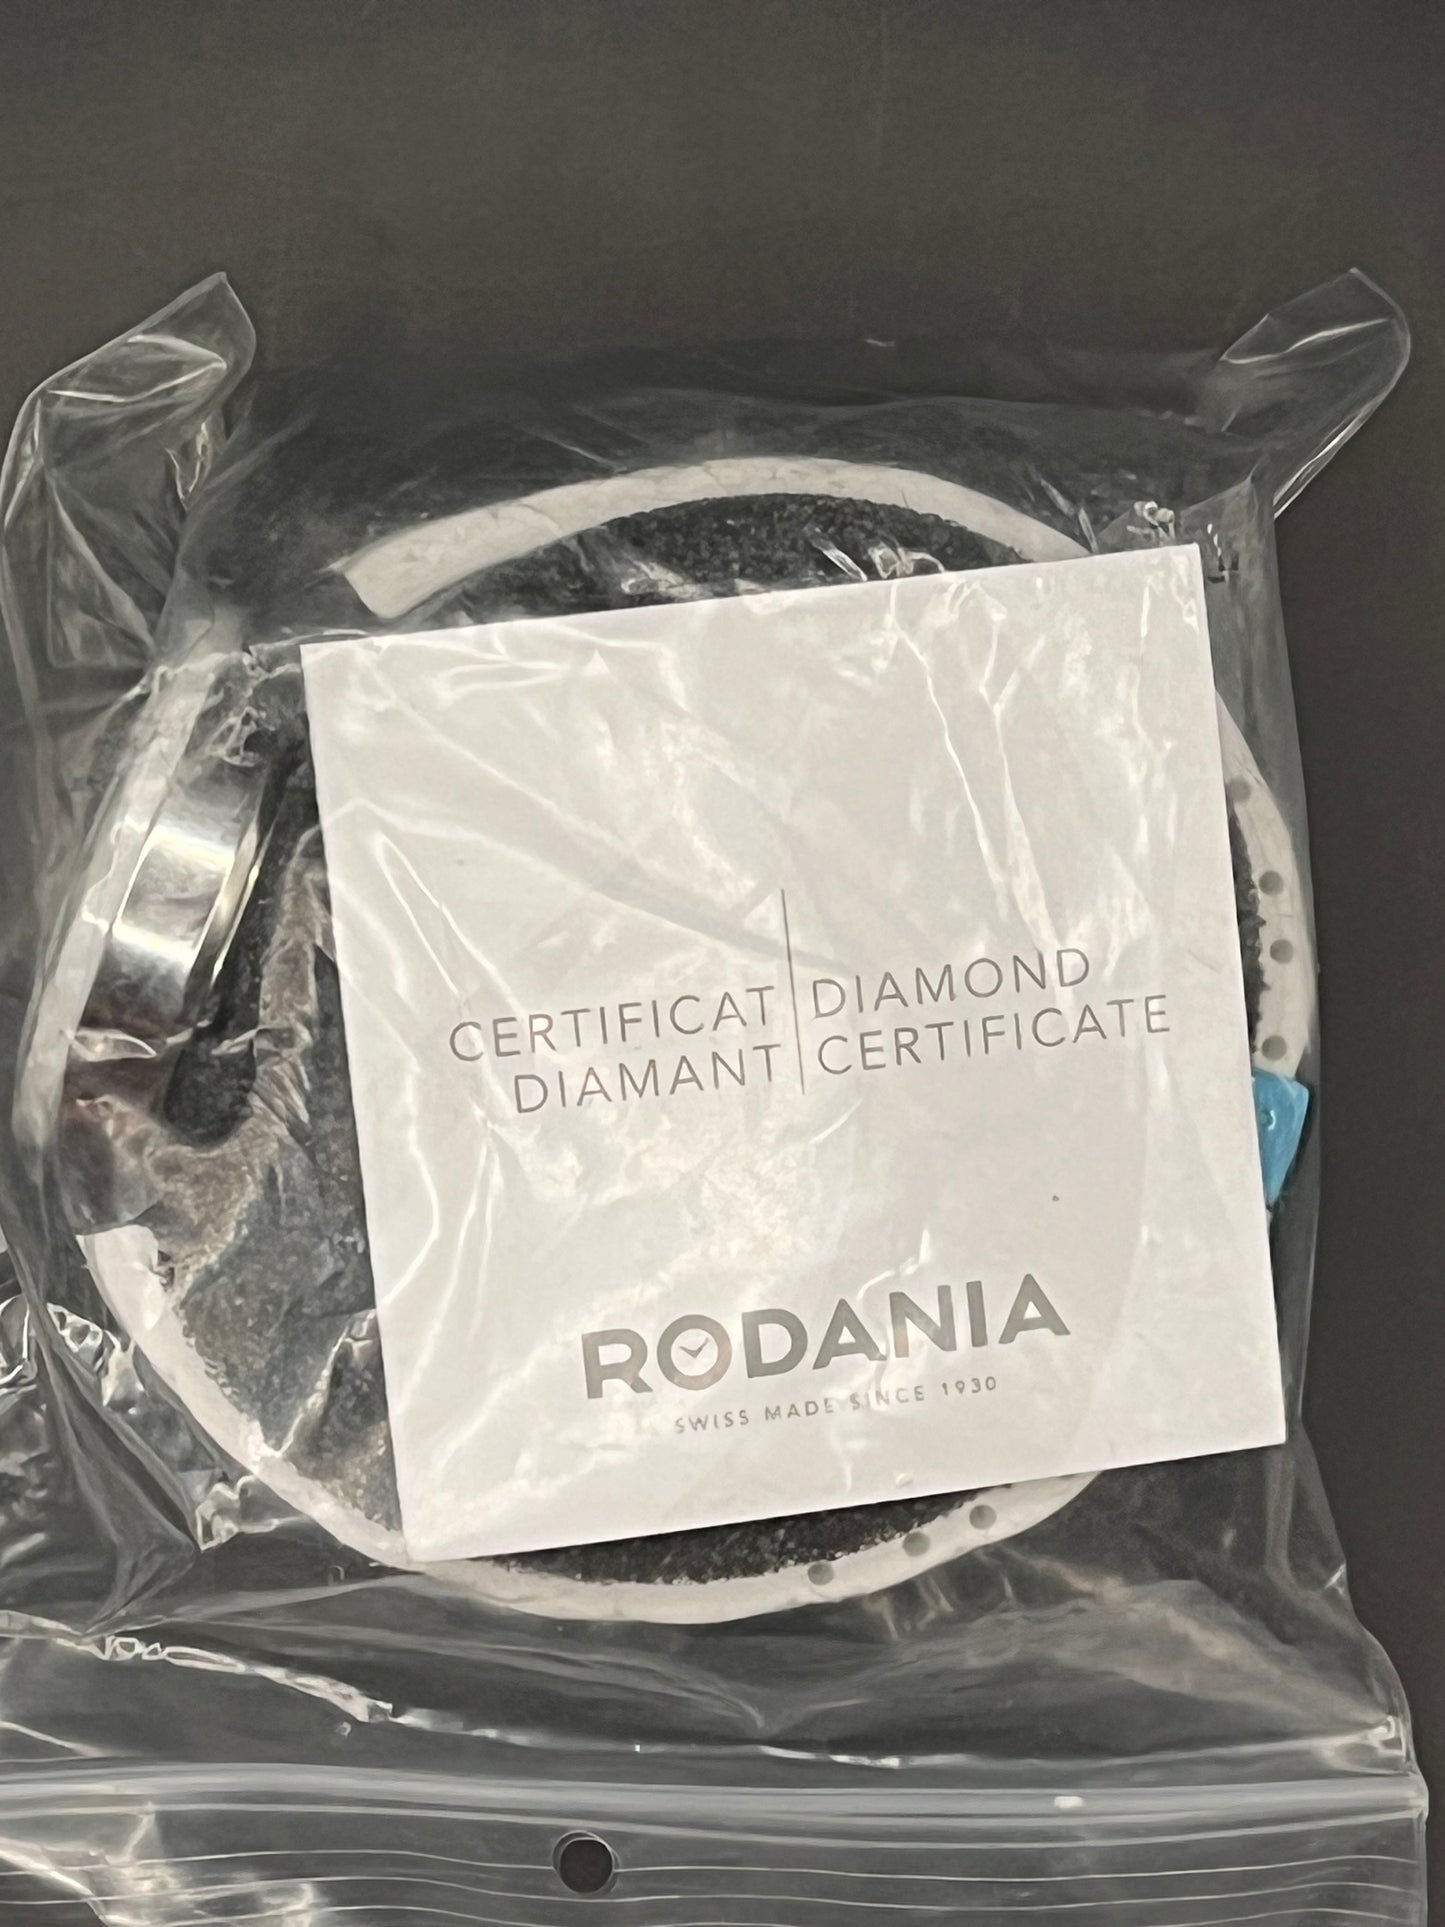 CERTIFICAT
DIAMANT
DIAMOND
CERTIFICATE
RODANIA
SWISS MADE SINCE 1930